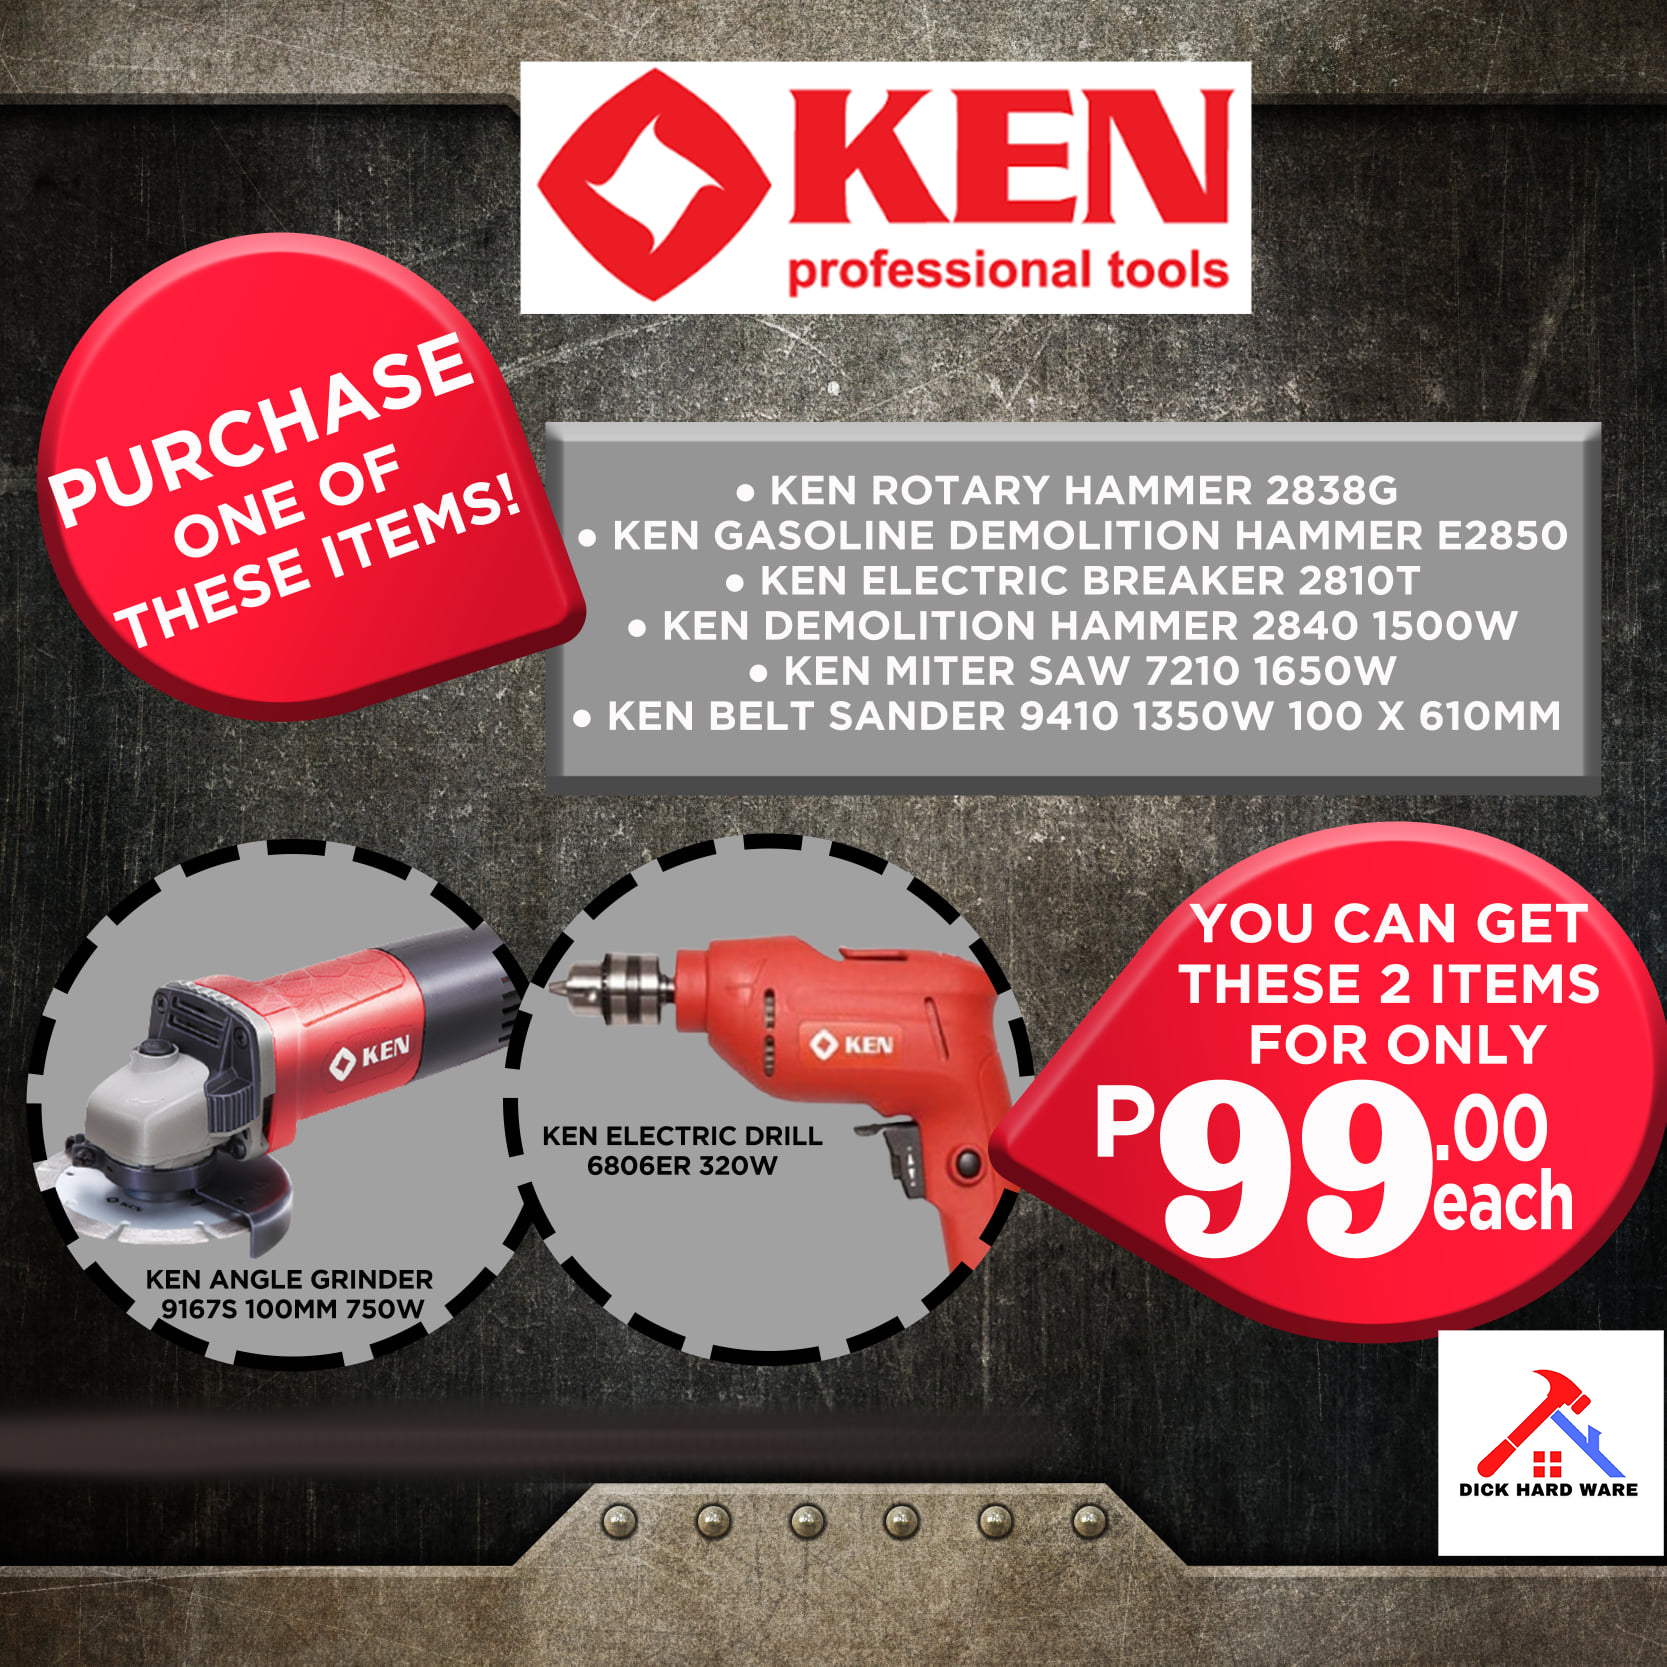 KEN
professional tools
PURCHASE
ONE OF
THESE ITEMS!
● KEN ROTARY HAMMER 2838G
● KEN GASOLINE DEMOLITION HAMMER E2850
● KEN ELECTRIC BREAKER 2810T
● KEN DEMOLITION HAMMER 2840 1500W
● KEN MITER SAW 7210 1650W
● KEN BELT SANDER 9410 1350W 100 X 610MM
KEN
KEN
KEN ANGLE GRINDER
9167S 100MM 750W
KEN
KEN ELECTRIC DRILL
6806ER 320W
YOU CAN GET
THESE 2 ITEMS
FOR ONLY
P99.00
each
DICK HARD WARE